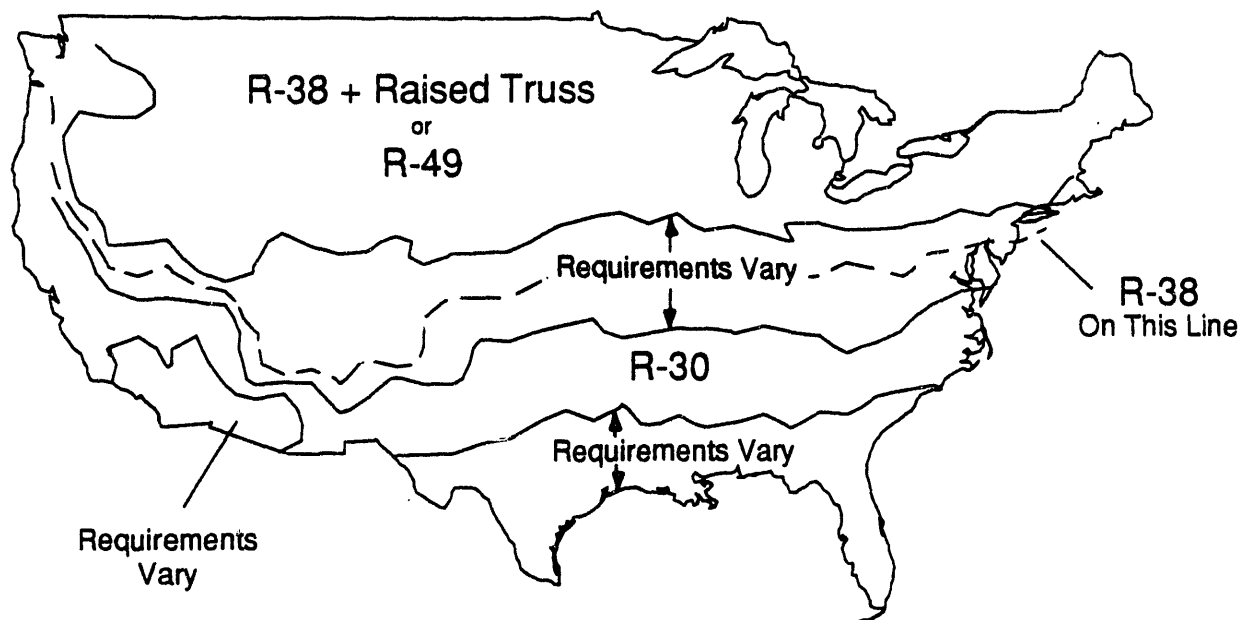 R-38 + Raised Truss
or
R-49
Requirements Vary
R-38
On This Line
R-30
Requirements Vary
Requirements
Vary